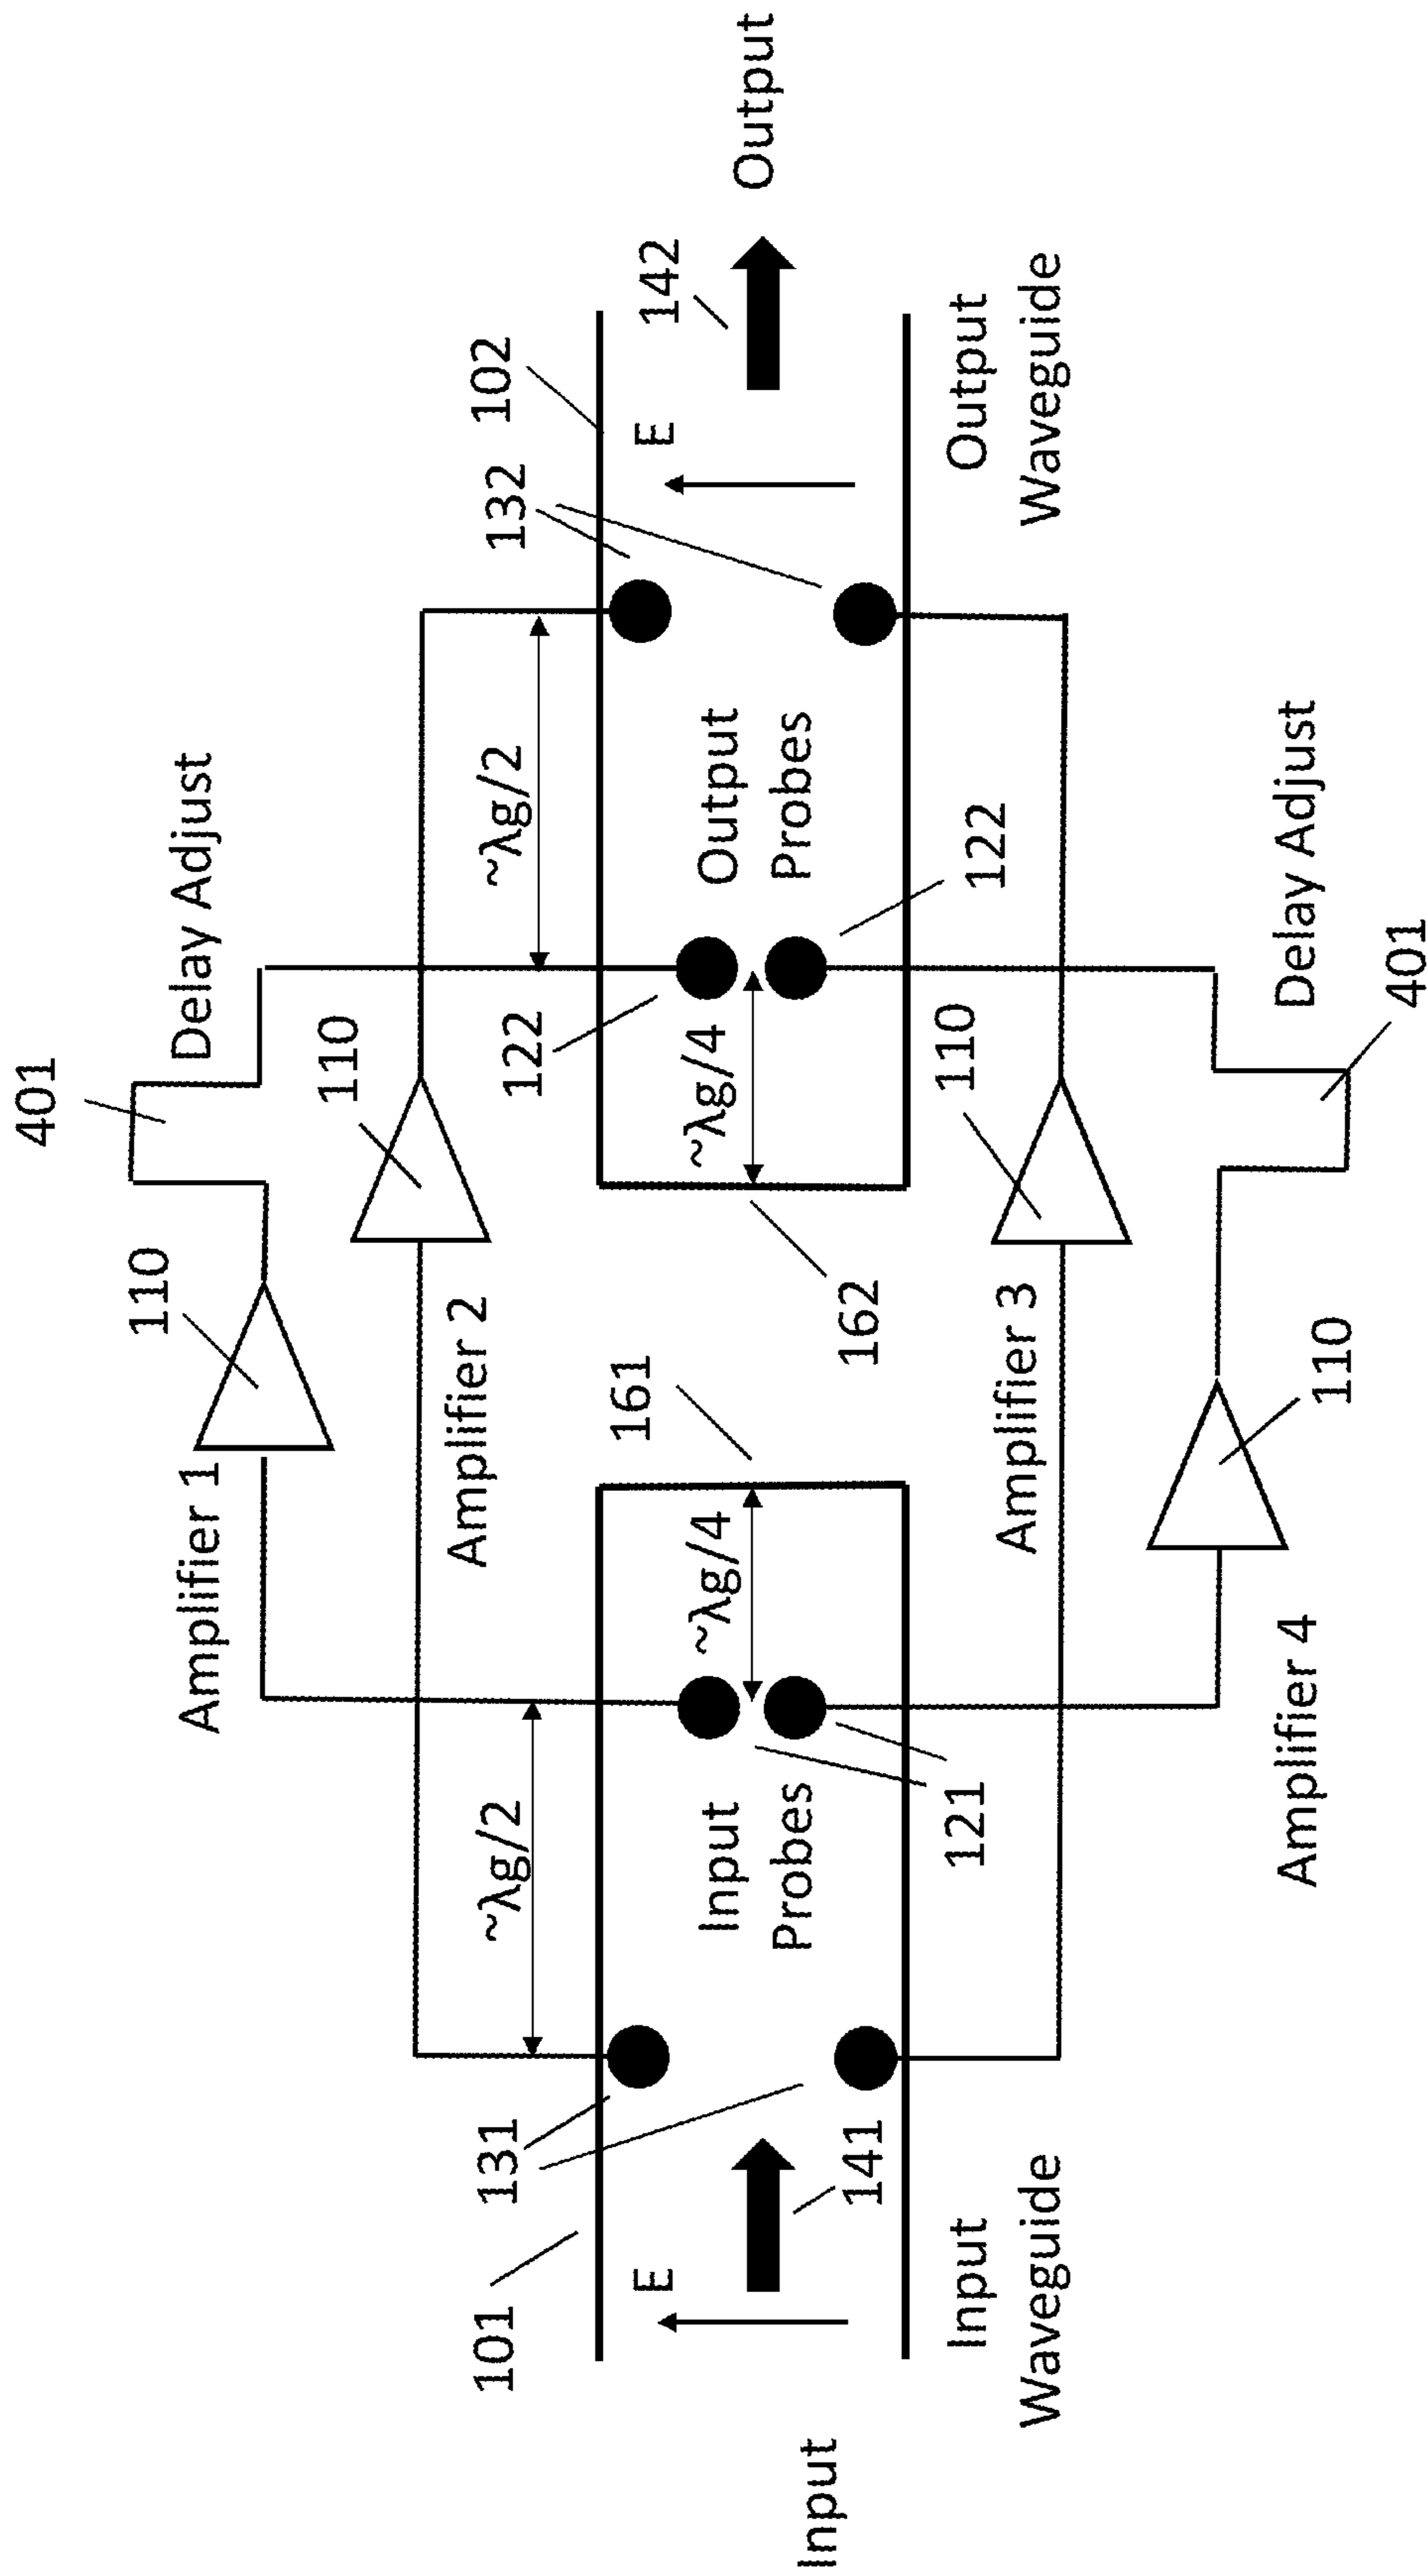 401
Delay Adjust
110
Amplifier 1
110
Amplifier 2
101
131
~λg/2
122
~λg/2
132
102
142
E
Input
Probes
~λg/4
161
162
~λg/4
Output
Probes
E
Output
Input
141
121
122
Input
Waveguide
Output
Waveguide
Amplifier 3
110
Amplifier 4
110
Delay Adjust
401